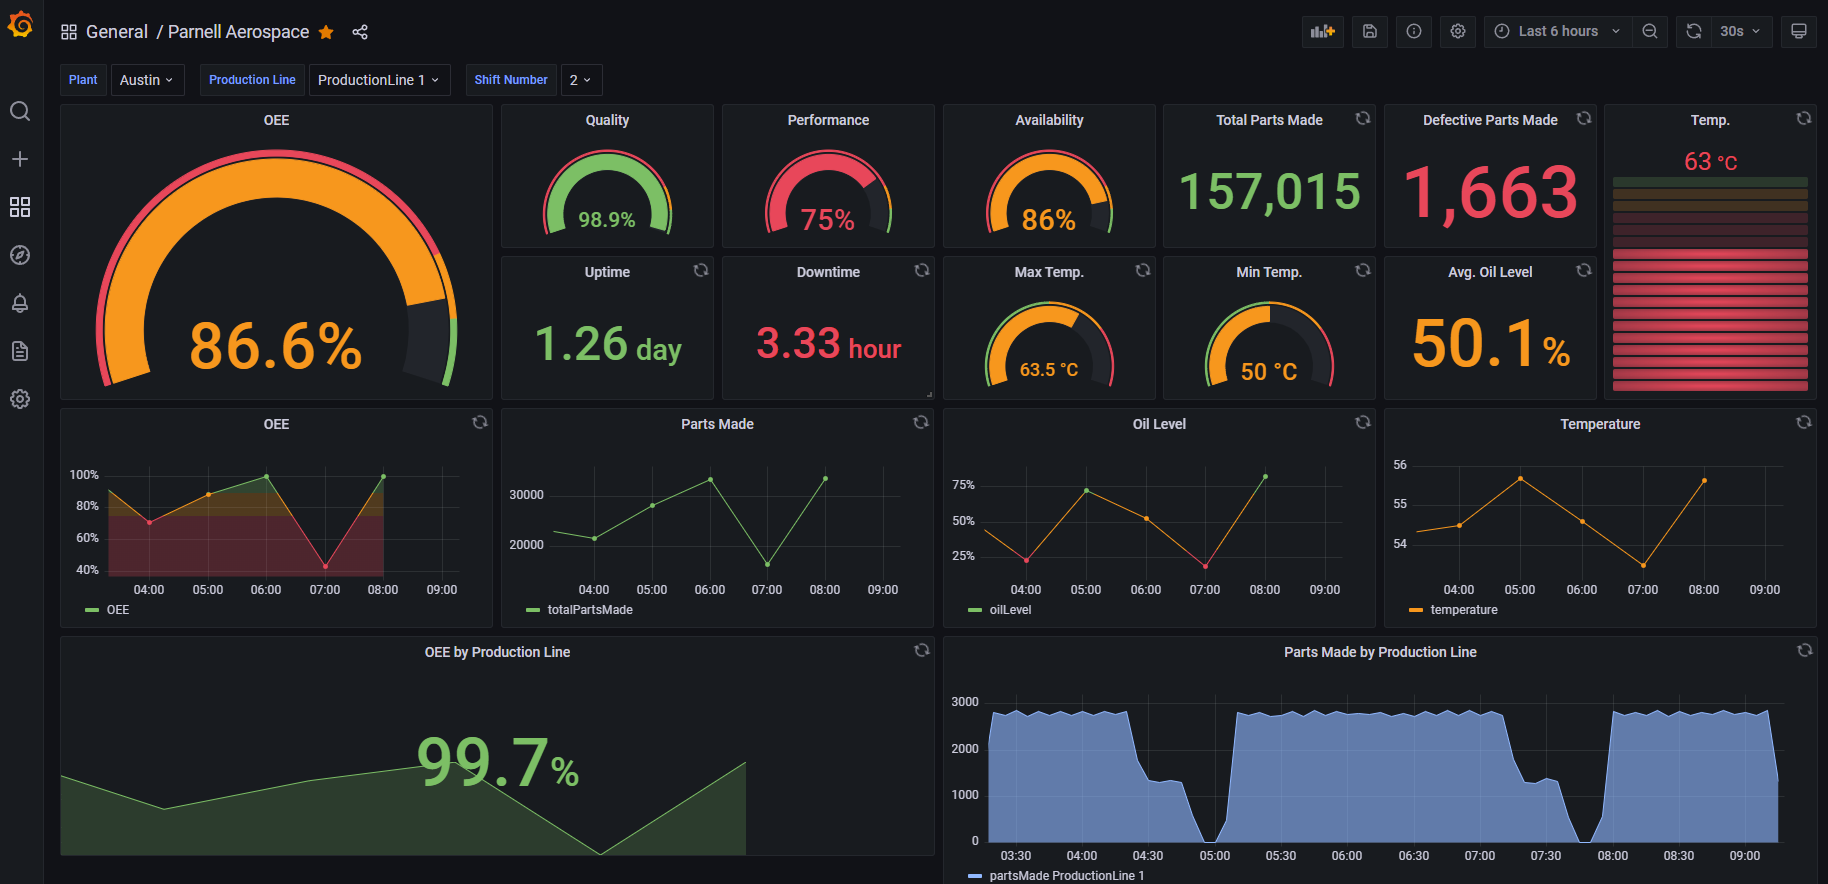 General / Parnell Aerospace
Last 6 hours
30s
Plant Austin Production Line ProductionLine 1 Shift Number 2
OEE
86.6%
Quality
98.9%
Performance
75%
Availability
86%
Total Parts Made
157,015
Defective Parts Made
1,663
Temp.
63 °C
Uptime
1.26 day
Downtime
3.33 hour
Max Temp.
63.5 °C
Min Temp.
50 °C
Avg. Oil Level
50.1%
OEE
100%
80%
60%
40%
04:00 05:00 06:00 07:00 08:00 09:00
OEE
Parts Made
30000
20000
04:00 05:00 06:00 07:00 08:00 09:00
totalPartsMade
Oil Level
75%
50%
25%
04:00 05:00 06:00 07:00 08:00 09:00
oilLevel
Temperature
56
55
54
04:00 05:00 06:00 07:00 08:00 09:00
temperature
OEE by Production Line
99.7%
Parts Made by Production Line
3000
2000
1000
0
03:30 04:00 04:30 05:00 05:30 06:00 06:30 07:00 07:30 08:00 08:30 09:00
partsMade ProductionLine 1